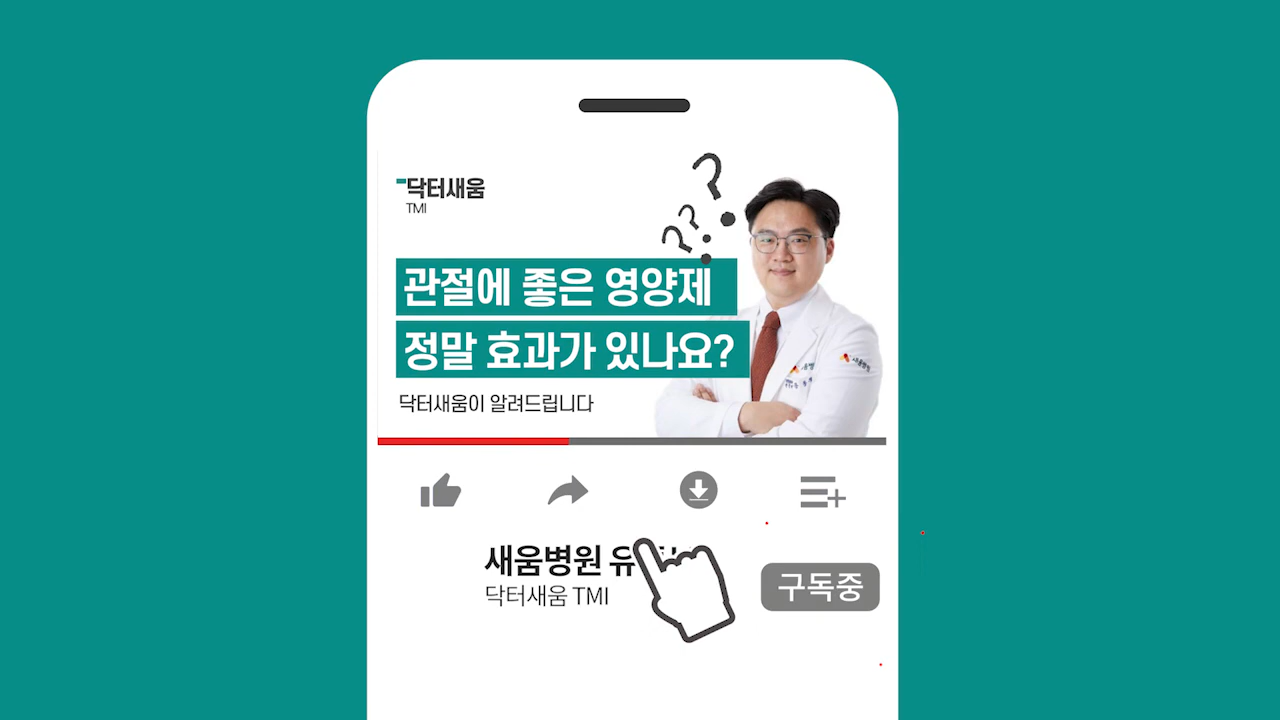 닥터새움
TMI
관절에 좋은 영양제
정말 효과가 있나요?
닥터새움이 알려드립니다
새움병원
닥터새움 TMI
구독중